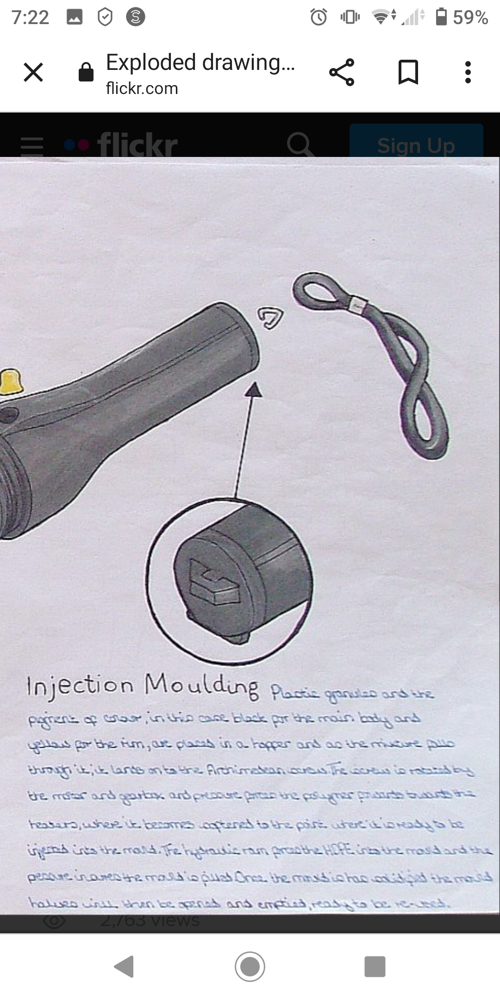 7:22
59%
Exploded drawing...
flickr.com
flickr
Sign Up
Injection Moulding Plastic granules and the
pigment of colour, in this case black for the main body and
yellow for the rim, are placed in a hopper and as the mixture falls
through it, it lands onto the Archimedean screw. The screw is rotated by
the motor and gearbox and pressure forces the polymer forwards towards the
heaters, where it becomes softened to the point where it is ready to be
injected into the mould. The hydraulic ram forces the HDPE into the mould and the
pressure the mould is filled Once the has solidified the mould
halves will then be opened and emptied, ready to be re-used.
2,763 views